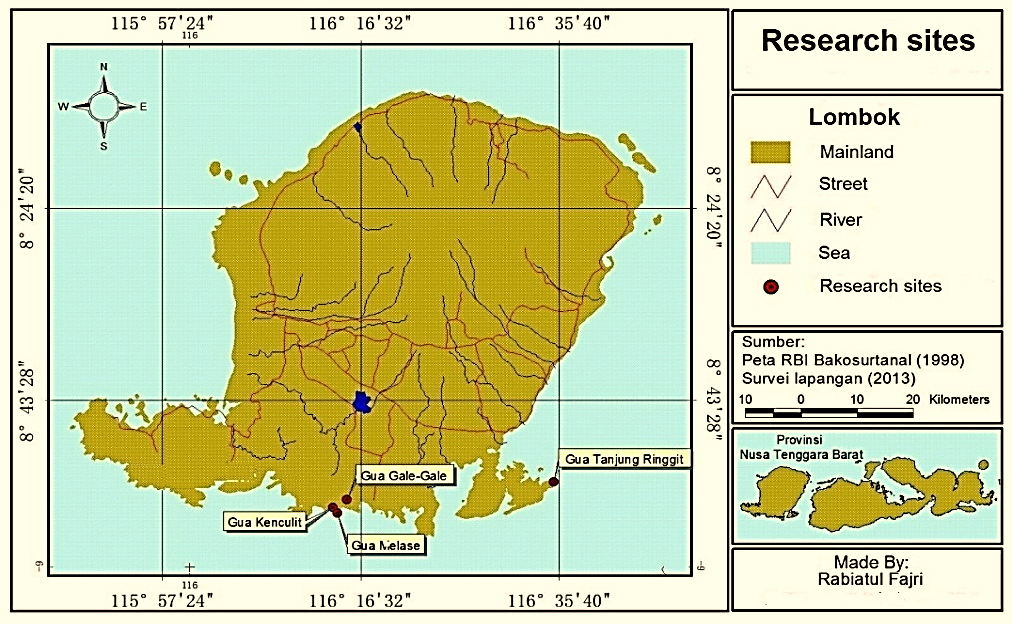 115° 57'24"
116° 16'32"
116° 35'40"
116
N
W
E
S
8° 24'20"
8° 24'20"
8° 43'28"
8° 43'28"
Gua Tanjung Ringgit
Gua Gale-Gale
Gua Kenculit
Gua Melase
-9
-9
116
115° 57'24"
116° 16'32"
116° 35'40"
Research sites
Lombok
Mainland
Street
River
Sea
Research sites
Sumber:
Peta RBI Bakosurtanal (1998)
Survei lapangan (2013)
10 0 10 20 Kilometers
Provinsi
Nusa Tenggara Barat
Made By:
Rabiatul Fajri